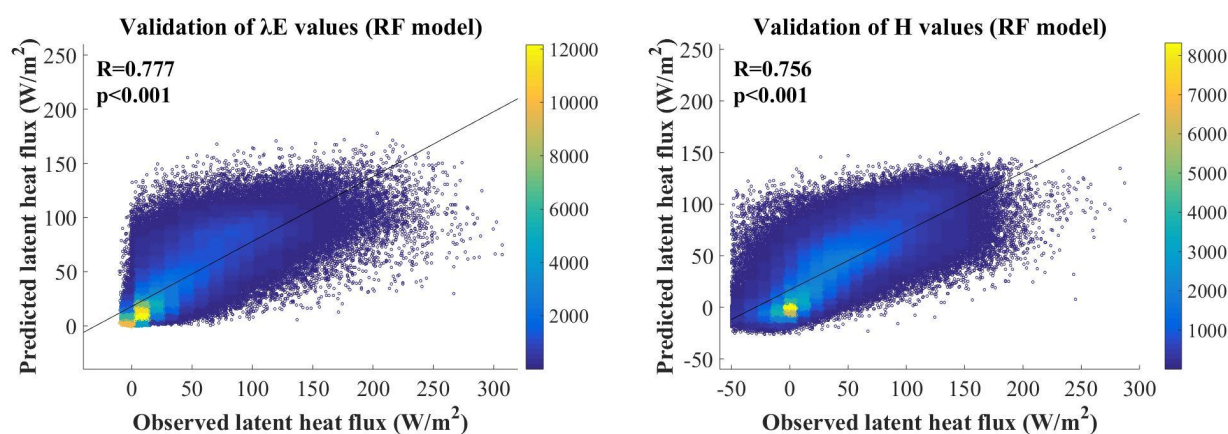 Validation of λE values (RF model)
R=0.777
p<0.001
Predicted latent heat flux (W/m²)
250
200
150
100
50
0
0 50 100 150 200 250 300
Observed latent heat flux (W/m²)
12000
10000
8000
6000
4000
2000
Validation of H values (RF model)
R=0.756
p<0.001
Predicted latent heat flux (W/m²)
250
200
150
100
50
0
-50
-50 0 50 100 150 200 250 300
Observed latent heat flux (W/m²)
8000
7000
6000
5000
4000
3000
2000
1000